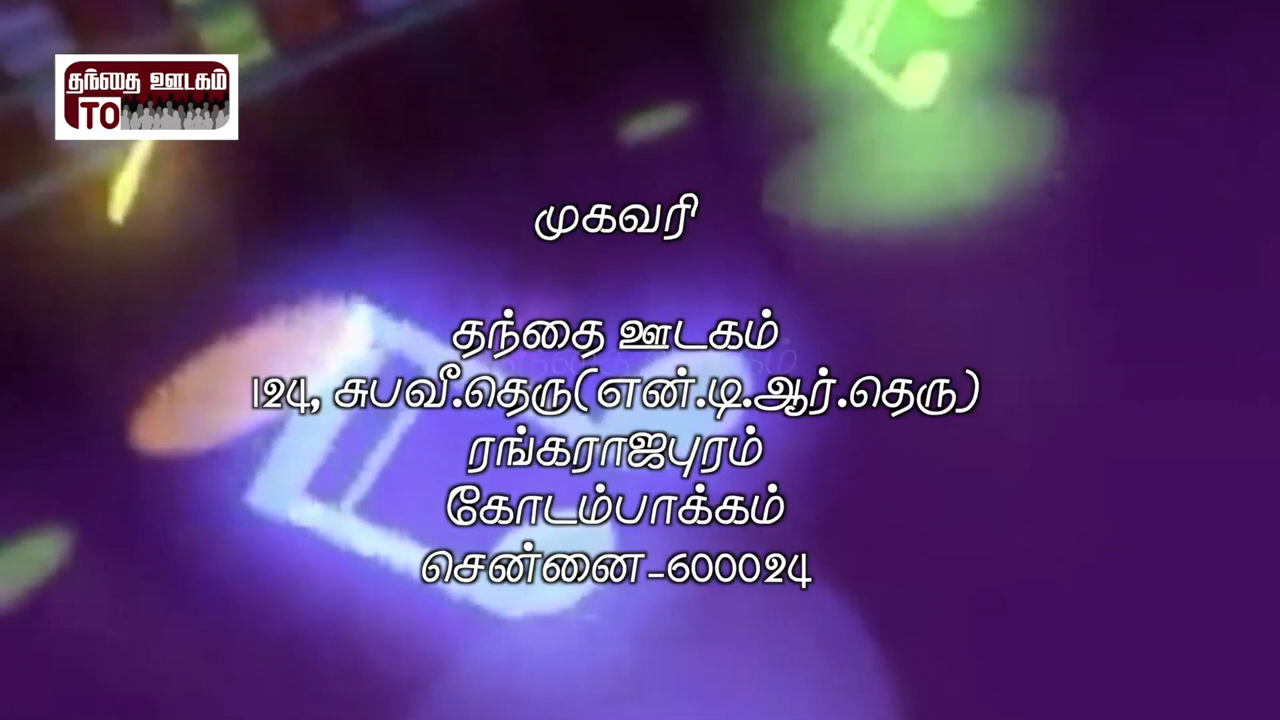 தந்தை ஊடகம்
TO
முகவரி
தந்தை ஊடகம்
124, சுபவீ.தெரு(என்.டி.ஆர்.தெரு)
ரங்கராஜபுரம்
கோடம்பாக்கம்
சென்னை-600024